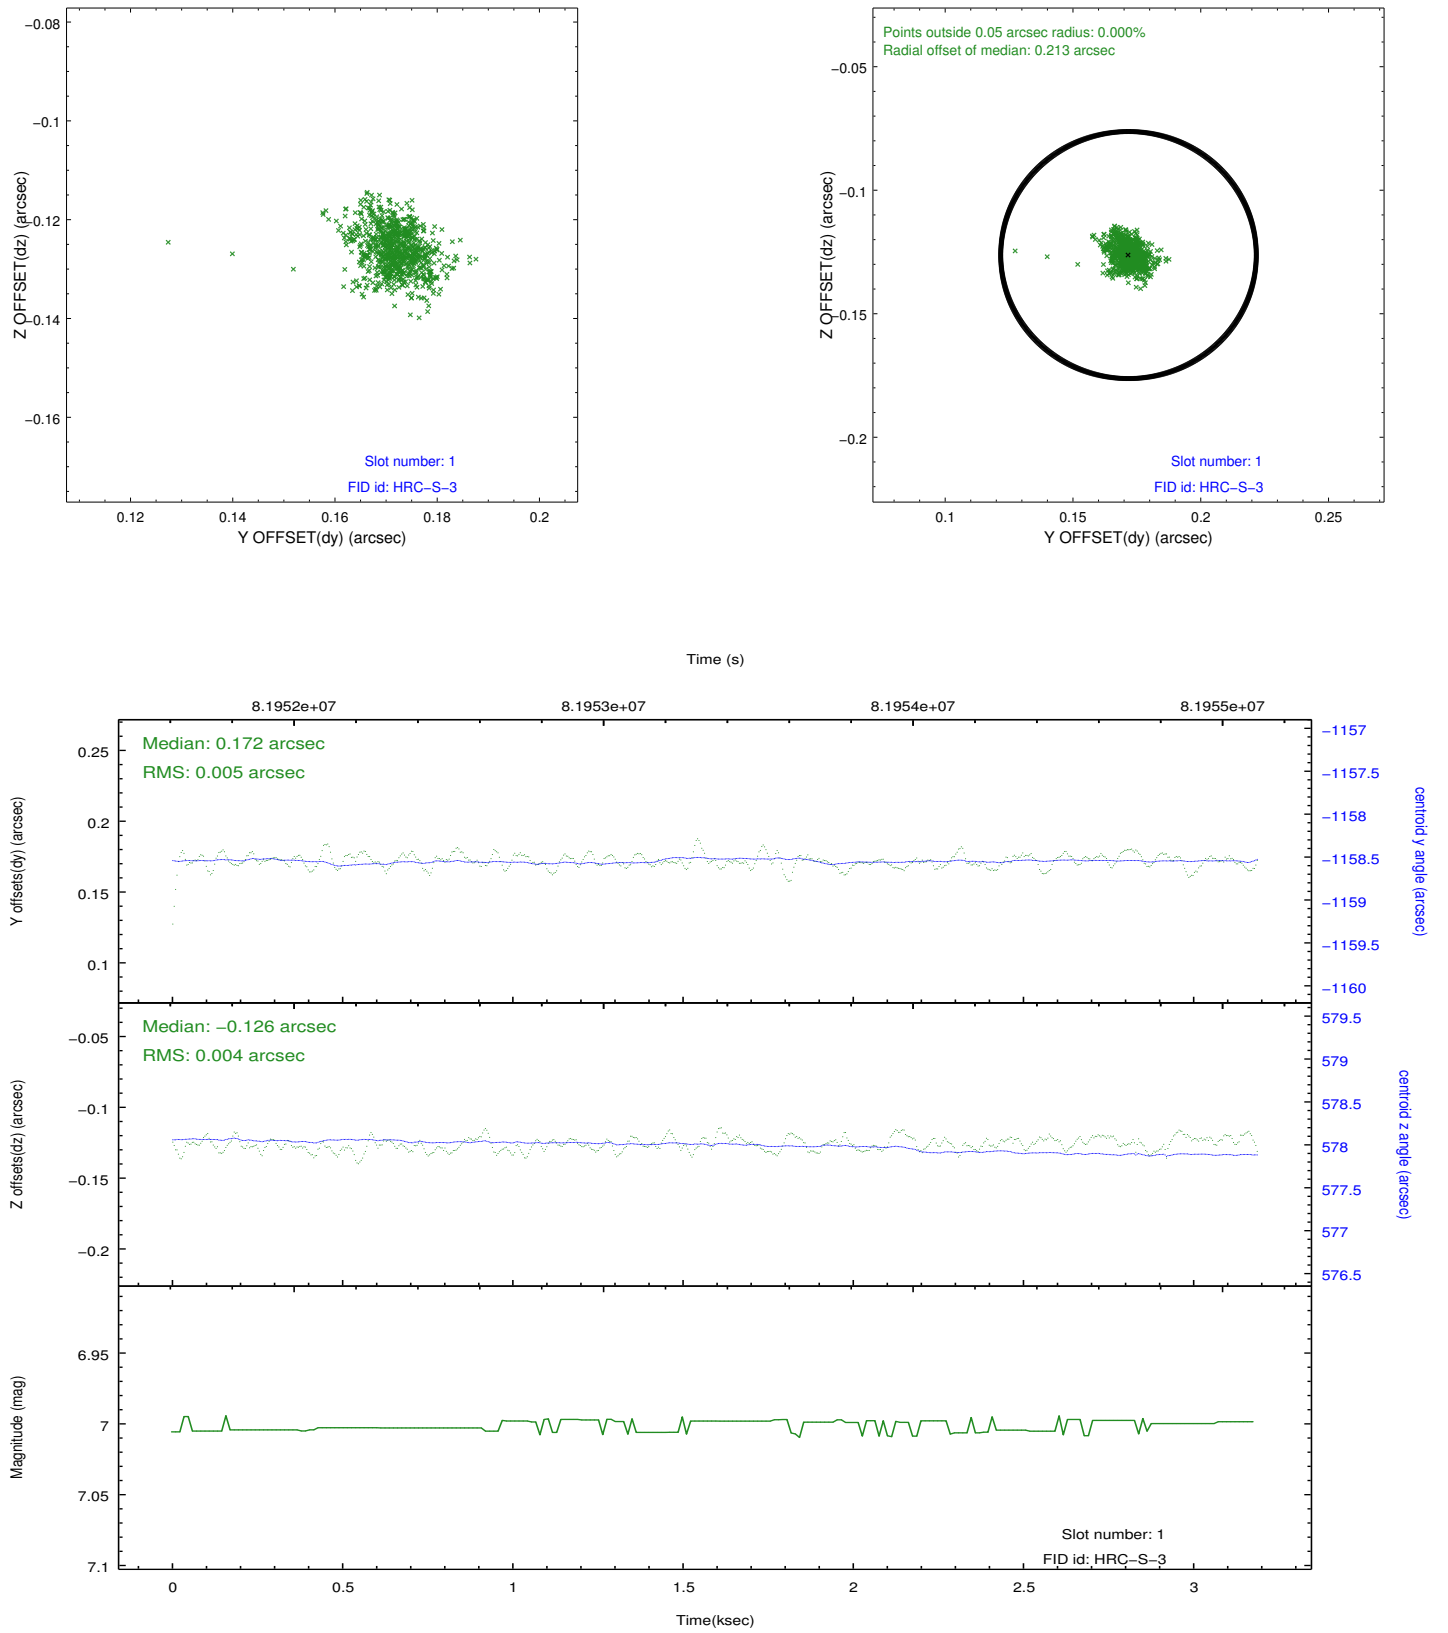 −0.08
−0.1
−0.12
−0.14
−0.16
Z OFFSET(dz) (arcsec)
Slot number: 1
FID id: HRC−S−3
0.12 0.14 0.16 0.18 0.2
Y OFFSET(dy) (arcsec)
Points outside 0.05 arcsec radius: 0.000%
Radial offset of median: 0.213 arcsec
−0.05
−0.1
−0.15
−0.2
Z OFFSET(dz) (arcsec)
Slot number: 1
FID id: HRC−S−3
0.1 0.15 0.2 0.25
Y OFFSET(dy) (arcsec)
Time (s)
8.1952e+07 8.1953e+07 8.1954e+07 8.1955e+07
Median: 0.172 arcsec
RMS: 0.005 arcsec
0.25
0.2
0.15
0.1
Y offsets(dy) (arcsec)
−1157
−1157.5
−1158
−1158.5
−1159
−1159.5
−1160
centroid y angle (arcsec)
Median: −0.126 arcsec
RMS: 0.004 arcsec
−0.05
−0.1
−0.15
−0.2
Z offsets(dz) (arcsec)
579.5
579
578.5
578
577.5
577
576.5
centroid z angle (arcsec)
6.95
7
7.05
7.1
Magnitude (mag)
Slot number: 1
FID id: HRC−S−3
0 0.5 1 1.5 2 2.5 3
Time(ksec)